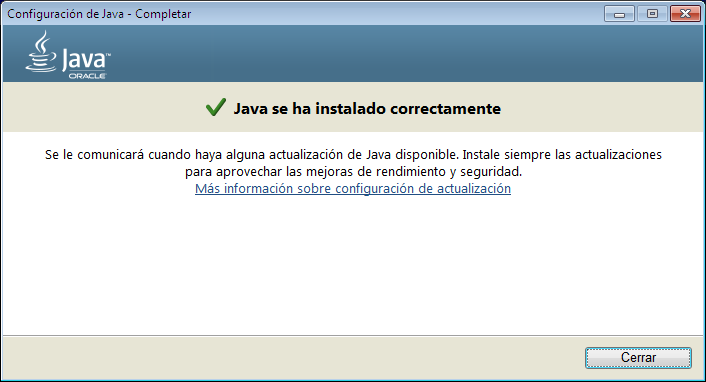 Configuración de Java - Completar
Java™
ORACLE
Java se ha instalado correctamente
Se le comunicará cuando haya alguna actualización de Java disponible. Instale siempre las actualizaciones
para aprovechar las mejoras de rendimiento y seguridad.
Más información sobre configuración de actualización
Cerrar